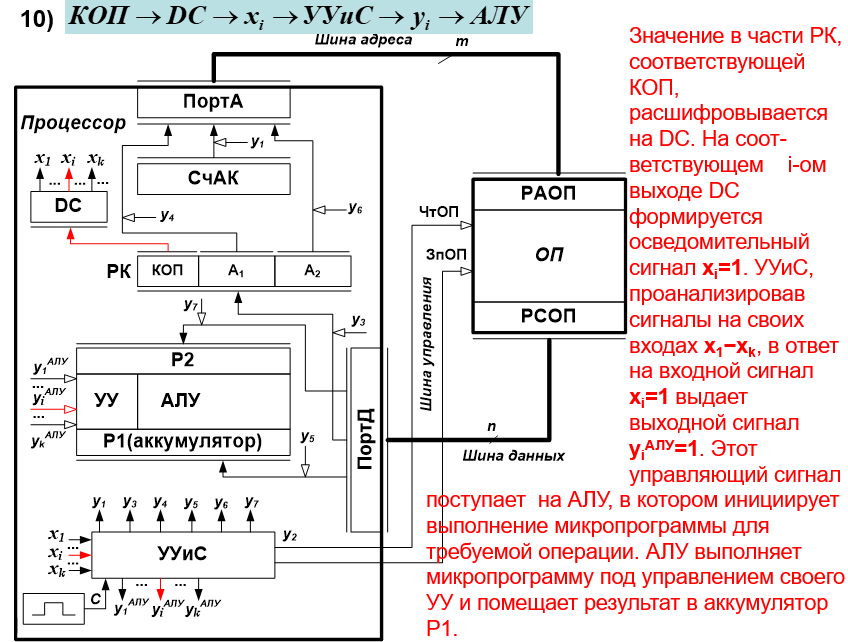 10) КОП → DC → xi → УУиС → yi → АЛУ
Шина адреса m
Значение в части РК,
соответствующей
КОП,
расшифровывается
на DC. На соот-
ветствующем i-ом
выходе DC
формируется
осведомительный
сигнал xi=1. УУиС,
проанализировав
сигналы на своих
входах x1–xk, в ответ
на входной сигнал
xi=1 выдает
выходной сигнал
yiАЛУ=1. Этот
управляющий сигнал
поступает на АЛУ, в котором инициирует
выполнение микропрограммы для
требуемой операции. АЛУ выполняет
микропрограмму под управлением своего
УУ и помещает результат в аккумулятор
Р1.
Процессор
ПортА
y1
x1 xi xk
... ... ...
СчАК
DC
y4
y6
РК КОП А1 А2
y7
y3
ЧтОП
ЗпОП
Шина управления
РАОП
ОП
РСОП
Р2
y1АЛУ
...
yiАЛУ
...
ykАЛУ
УУ АЛУ
Р1(аккумулятор)
y5
ПортД
n
Шина данных
y1 y3 y4 y5 y6 y7
y2
x1
...
xi
...
xk
УУиС
C
... ...
y1АЛУ yiАЛУ ykАЛУ